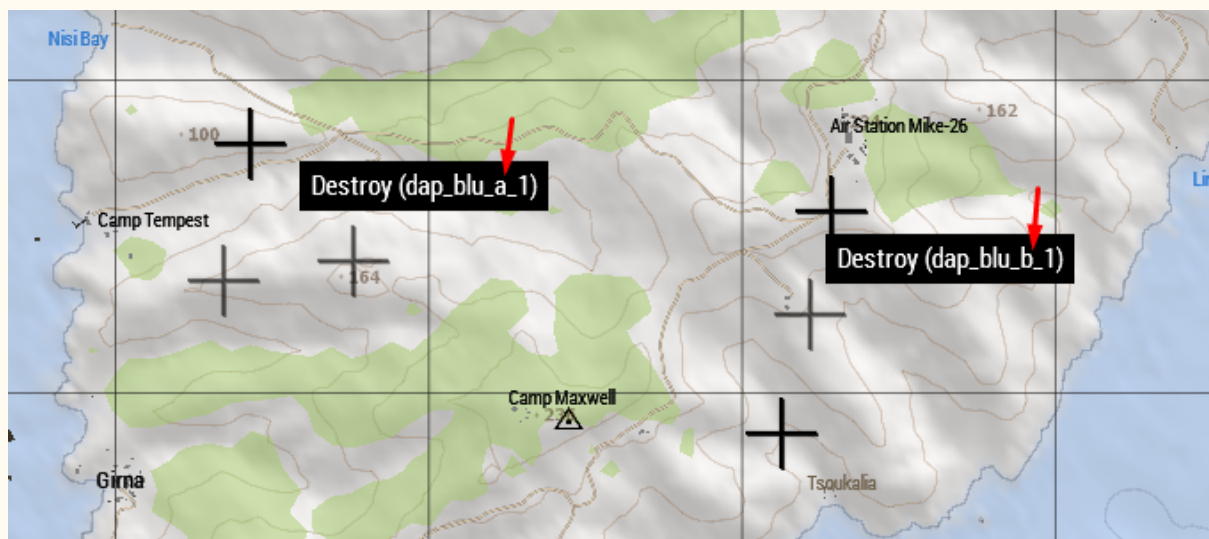 Nisi Bay
162
Air Station Mike-26
100
Destroy (dap_blu_a_1)
Camp Tempest
Destroy (dap_blu_b_1)
164
Camp Maxwell
Girna
Tsoukalia